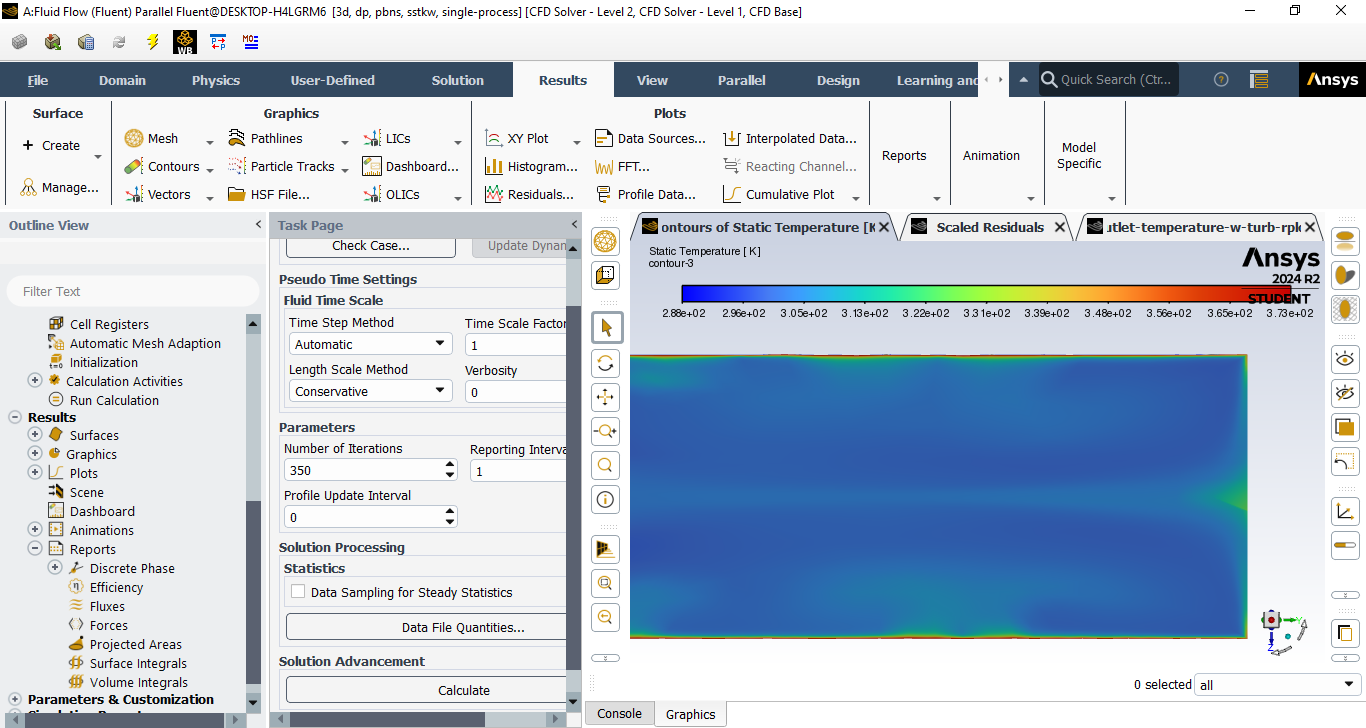 A:Fluid Flow (Fluent) Parallel Fluent@DESKTOP-H4LGRM6 [3d, dp, pbns, sstkw, single-process] [CFD Solver - Level 2, CFD Solver - Level 1, CFD Base]
WB
File Domain Physics User-Defined Solution Results View Parallel Design Learning and Quick Search (Ctr... Ansys
Surface Graphics Plots
Mesh Pathlines LICs XY Plot Data Sources... Interpolated Data...
Create Contours Particle Tracks Dashboard... Histogram... FFT... Reacting Channel...
Manage... Vectors HSF File... OLICs Residuals... Profile Data... Cumulative Plot
Reports Animation Model
Specific
Outline View
Filter Text
Cell Registers
Automatic Mesh Adaption
Initialization
Calculation Activities
Run Calculation
Results
Surfaces
Graphics
Plots
Scene
Dashboard
Animations
Reports
Discrete Phase
Efficiency
Fluxes
Forces
Projected Areas
Surface Integrals
Volume Integrals
Parameters & Customization
Task Page
Check Case... Update Dynam
Pseudo Time Settings
Fluid Time Scale
Time Step Method Time Scale Factor
Automatic 1
Length Scale Method Verbosity
Conservative 0
Parameters
Number of Iterations Reporting Interva
350 1
Profile Update Interval
0
Solution Processing
Statistics
Data Sampling for Steady Statistics
Data File Quantities...
Solution Advancement
Calculate
ontours of Static Temperature [K Scaled Residuals utlet-temperature-w-turb-rpk
Static Temperature [ K]
contour-3
Ansys
2024 R2
STUDENT
2.88e+02 2.96e+02 3.05e+02 3.13e+02 3.22e+02 3.31e+02 3.39e+02 3.48e+02 3.56e+02 3.65e+02 3.73e+02
Y
Z
0 selected all
Console Graphics